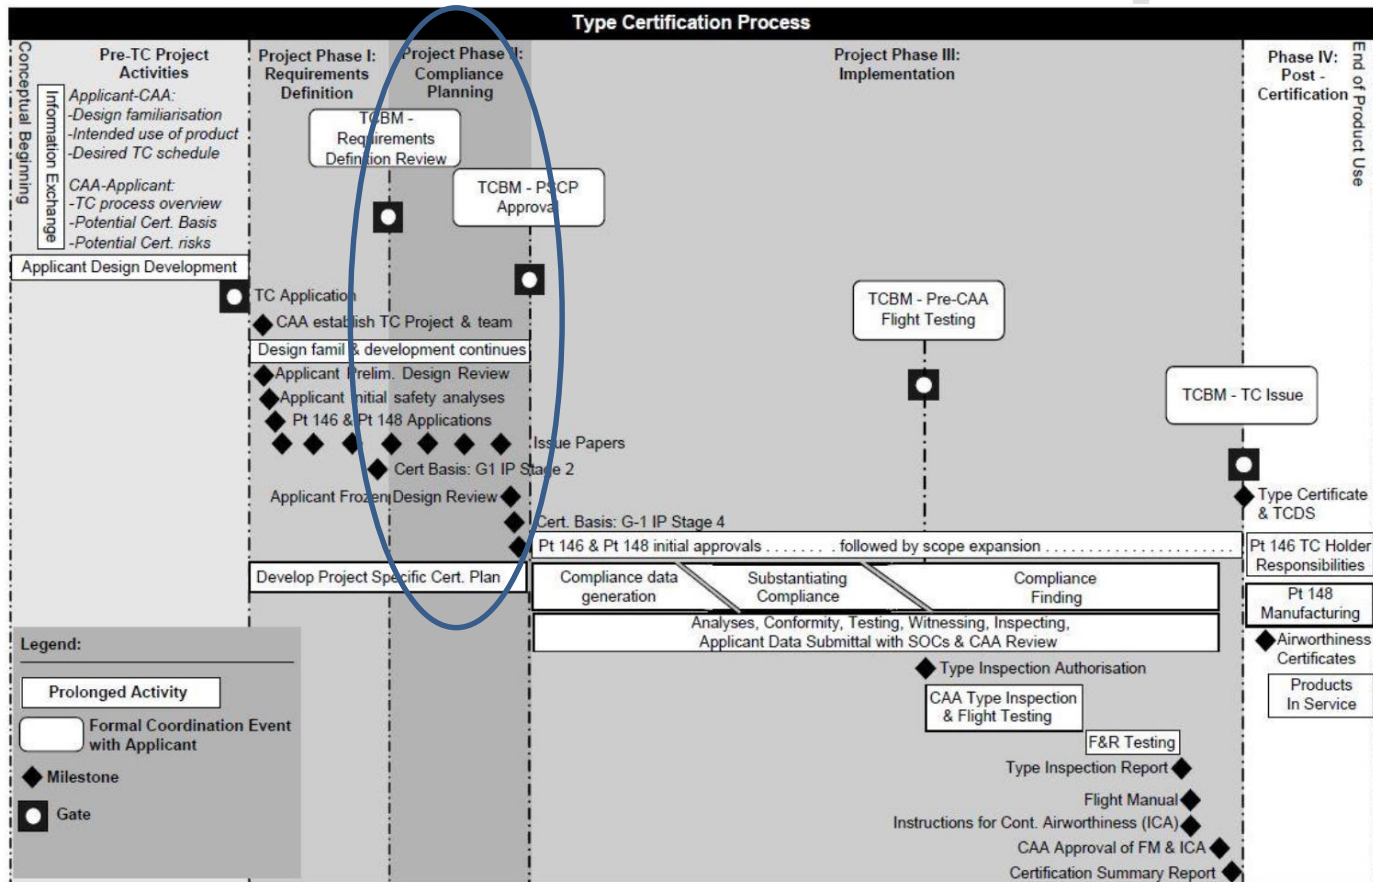 Type Certification Process
Conceptual Beginning
Pre-TC Project
Activities
Information Exchange
Applicant-CAA:
-Design familiarisation
-Intended use of product
-Desired TC schedule
CAA-Applicant:
-TC process overview
-Potential Cert. Basis
-Potential Cert. risks
Applicant Design Development
Project Phase I:
Requirements
Definition
Project Phase II:
Compliance
Planning
Project Phase III:
Implementation
Phase IV:
Post -
Certification
End of Product Use
TCBM -
Requirements
Definition Review
TCBM - PSCP
Approval
TCBM - Pre-CAA
Flight Testing
TCBM - TC Issue
TC Application
CAA establish TC Project & team
Design famil & development continues
Applicant Prelim. Design Review
Applicant Initial safety analyses
Pt 146 & Pt 148 Applications
Issue Papers
Cert Basis: G1 IP Stage 2
Applicant Frozen Design Review
Cert. Basis: G-1 IP Stage 4
Pt 146 & Pt 148 initial approvals . . . . . . . . followed by scope expansion . . . . . . . . . . . . . . . . . . . . . .
Develop Project Specific Cert. Plan
Compliance data
generation
Substantiating
Compliance
Compliance
Finding
Analyses, Conformity, Testing, Witnessing, Inspecting,
Applicant Data Submittal with SOCs & CAA Review
Type Inspection Authorisation
CAA Type Inspection
& Flight Testing
F&R Testing
Type Inspection Report
Flight Manual
Instructions for Cont. Airworthiness (ICA)
CAA Approval of FM & ICA
Certification Summary Report
Type Certificate
& TCDS
Pt 146 TC Holder
Responsibilities
Pt 148
Manufacturing
Airworthiness
Certificates
Products
In Service
Legend:
Prolonged Activity
Formal Coordination Event
with Applicant
Milestone
Gate